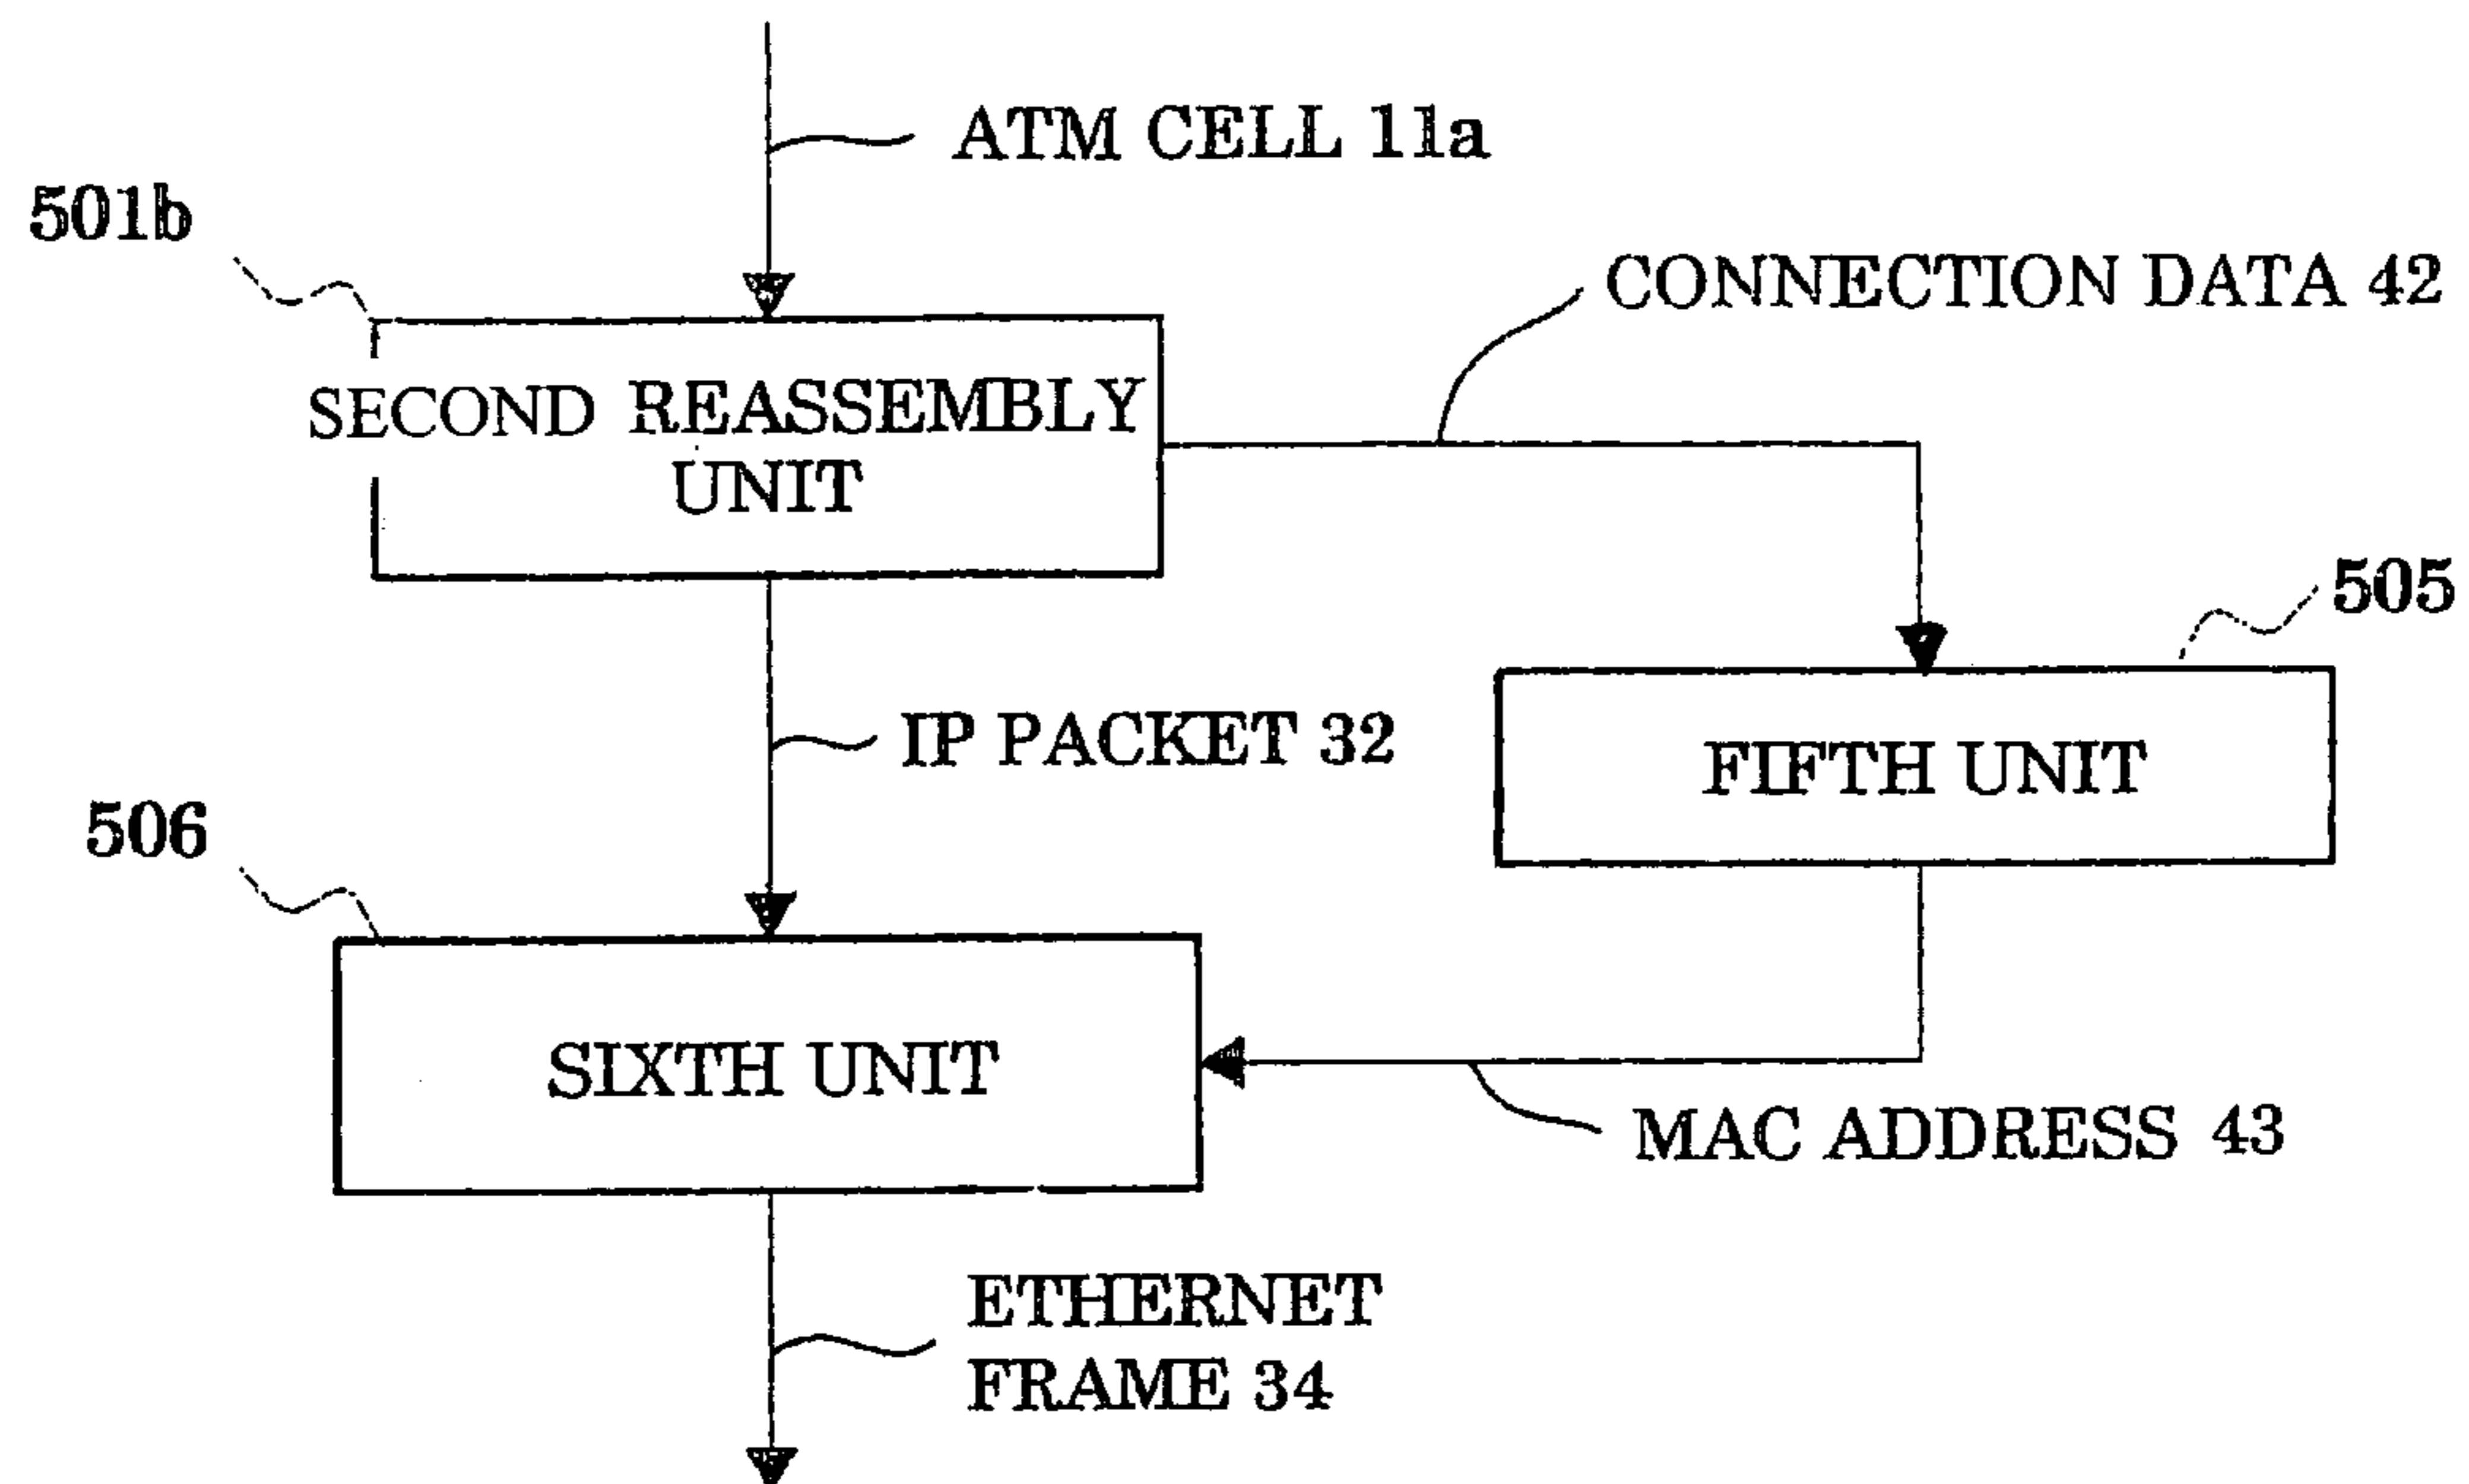 ATM CELL 11a
501b
CONNECTION DATA 42
SECOND REASSEMBLY
UNIT
505
IP PACKET 32
FIFTH UNIT
506
SIXTH UNIT
MAC ADDRESS 43
ETHERNET
FRAME 34